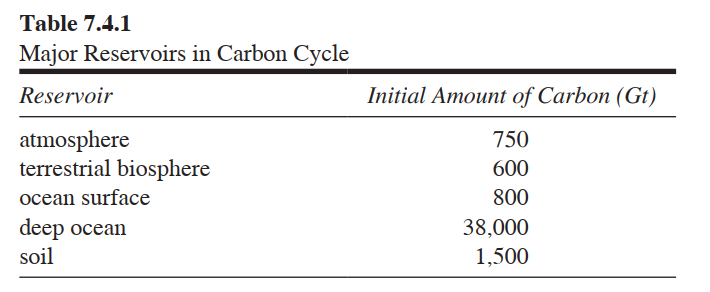 Table 7.4.1
Major Reservoirs in Carbon Cycle
Reservoir Initial Amount of Carbon (Gt)
atmosphere 750
terrestrial biosphere 600
ocean surface 800
deep ocean 38,000
soil 1,500